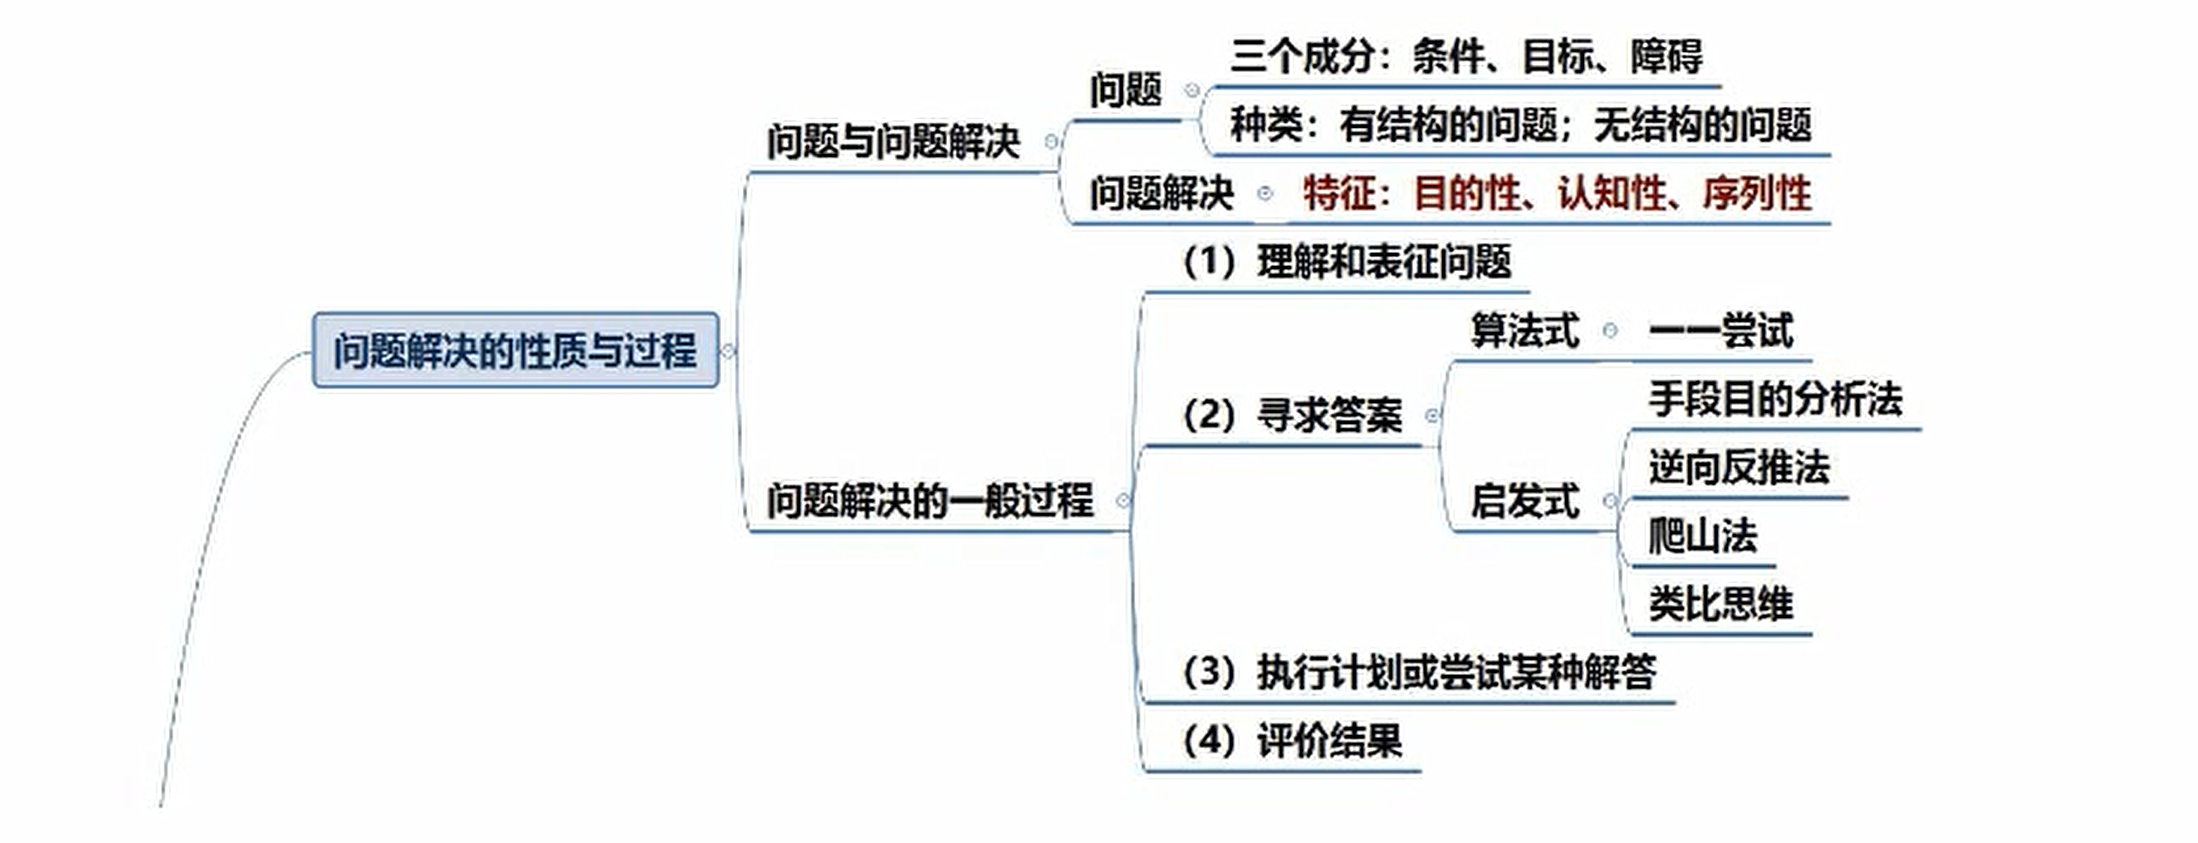 三个成分：条件、目标、障碍
问题
种类：有结构的问题；无结构的问题
问题与问题解决
问题解决
特征：目的性、认知性、序列性
（1）理解和表征问题
算法式
一一尝试
问题解决的性质与过程
手段目的分析法
（2）寻求答案
逆向反推法
启发式
问题解决的一般过程
爬山法
类比思维
（3）执行计划或尝试某种解答
（4）评价结果